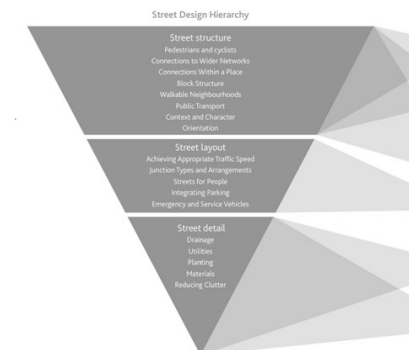 Street Design Hierarchy
Street structure
Pedestrians and cyclists
Connections to Wider Networks
Connections Within a Place
Block Structure
Walkable Neighbourhoods
Public Transport
Context and Character
Orientation
Street layout
Achieving Appropriate Traffic Speed
Junction Types and Arrangements
Streets for People
Integrating Parking
Emergency and Service Vehicles
Street detail
Drainage
Utilities
Planting
Materials
Reducing Clutter